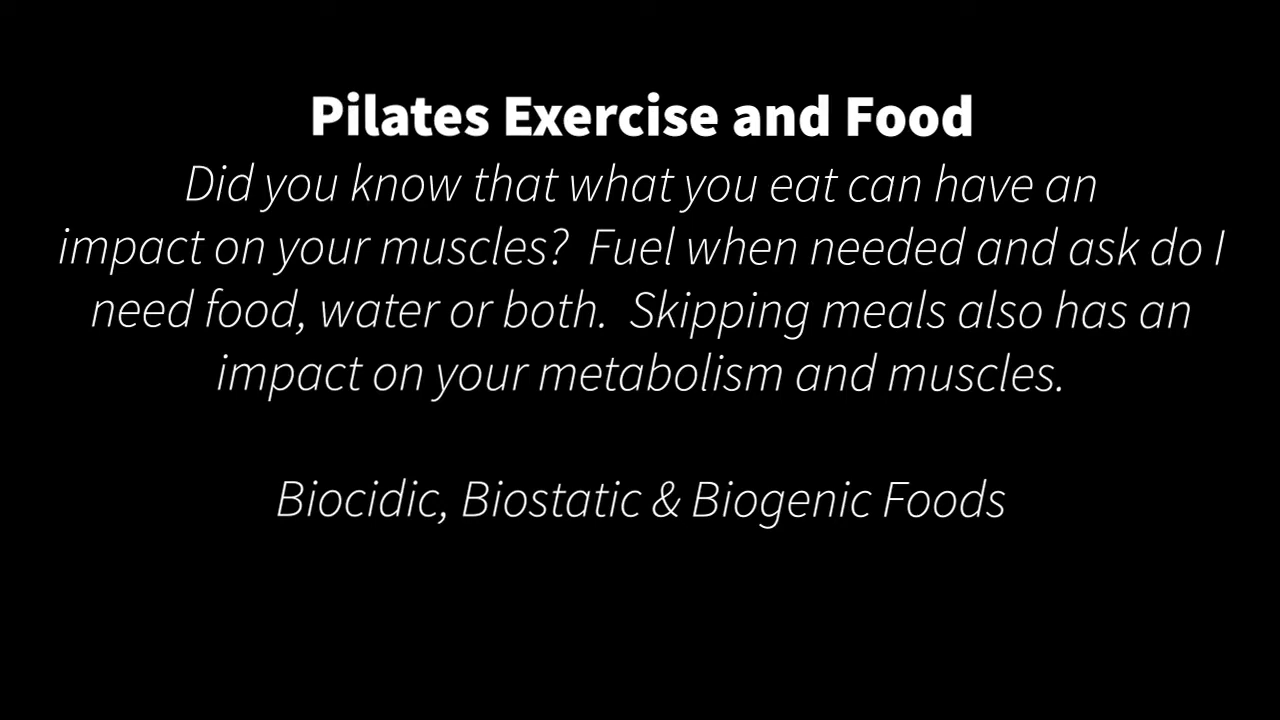 Pilates Exercise and Food
Did you know that what you eat can have an
impact on your muscles?  Fuel when needed and ask do I
need food, water or both.  Skipping meals also has an
impact on your metabolism and muscles.
Biocidic, Biostatic & Biogenic Foods